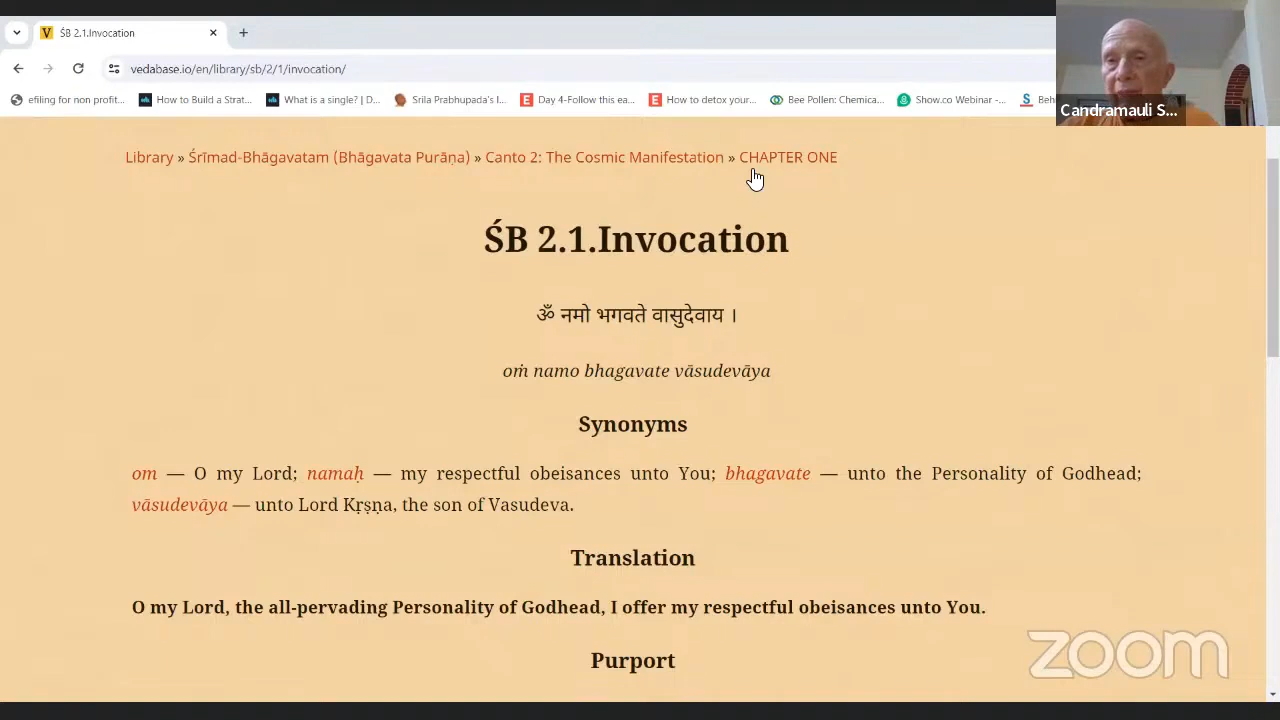 V ŚB 2.1.Invocation
vedabase.io/en/library/sb/2/1/invocation/
efiling for non profit... How to Build a Strat... What is a single? | D... Srila Prabhupada's I... E Day 4-Follow this ea... E How to detox your... Bee Pollen: Chemica... Show.co Webinar -... S Beh
Candramauli S...
Library » Śrīmad-Bhāgavatam (Bhāgavata Purāṇa) » Canto 2: The Cosmic Manifestation » CHAPTER ONE
ŚB 2.1.Invocation
ॐ नमो भगवते वासुदेवाय ।
oṁ namo bhagavate vāsudevāya
Synonyms
om — O my Lord; namaḥ — my respectful obeisances unto You; bhagavate — unto the Personality of Godhead;
vāsudevāya — unto Lord Kṛṣṇa, the son of Vasudeva.
Translation
O my Lord, the all-pervading Personality of Godhead, I offer my respectful obeisances unto You.
zoom
Purport